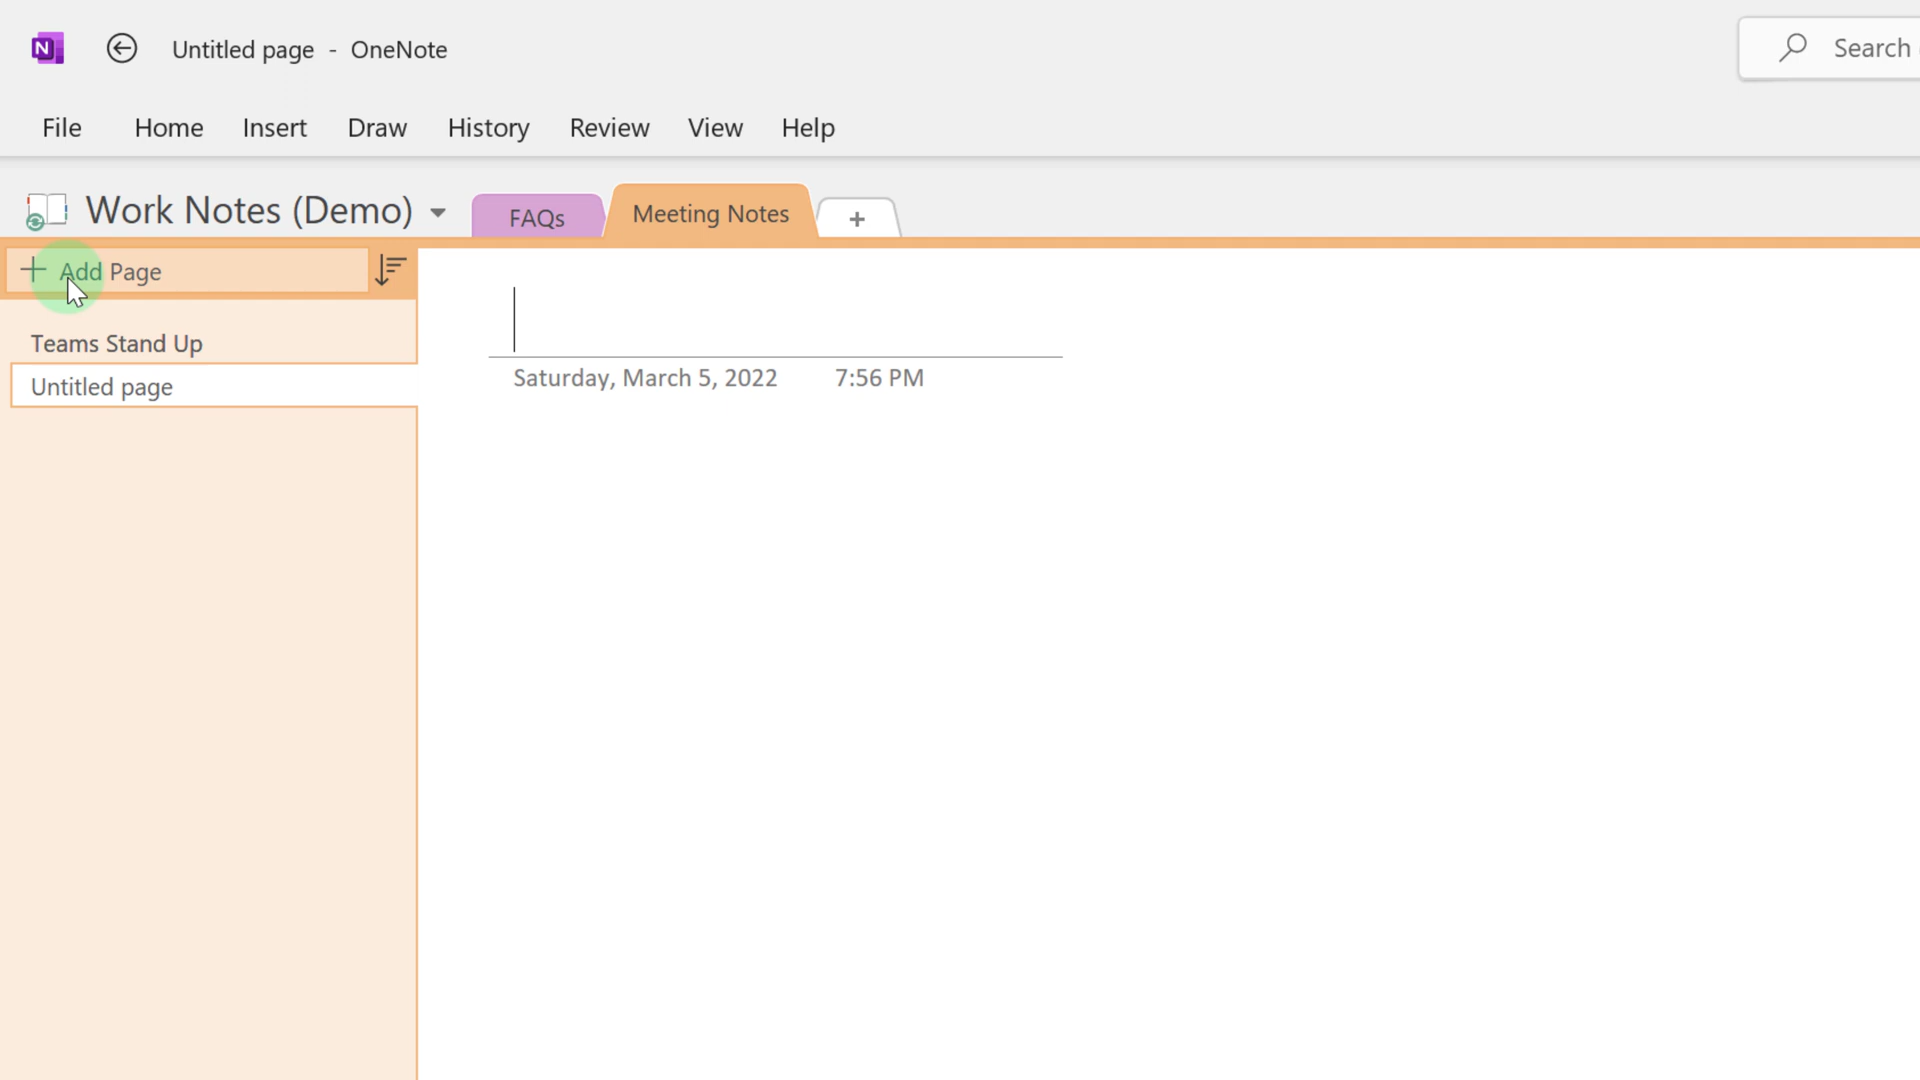 N
Untitled page - OneNote
Search
File Home Insert Draw History Review View Help
Work Notes (Demo)
FAQs
Meeting Notes
+
+ Add Page
Teams Stand Up
Untitled page
Saturday, March 5, 2022 7:56 PM